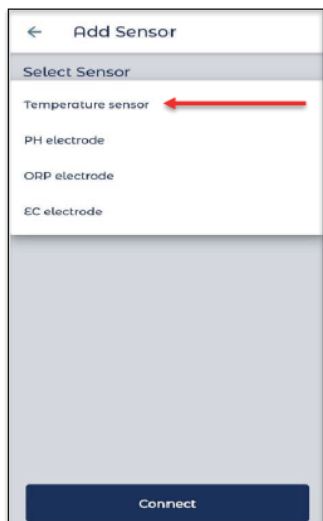 Add Sensor
Select Sensor
Temperature sensor
PH electrode
ORP electrode
EC electrode
Connect